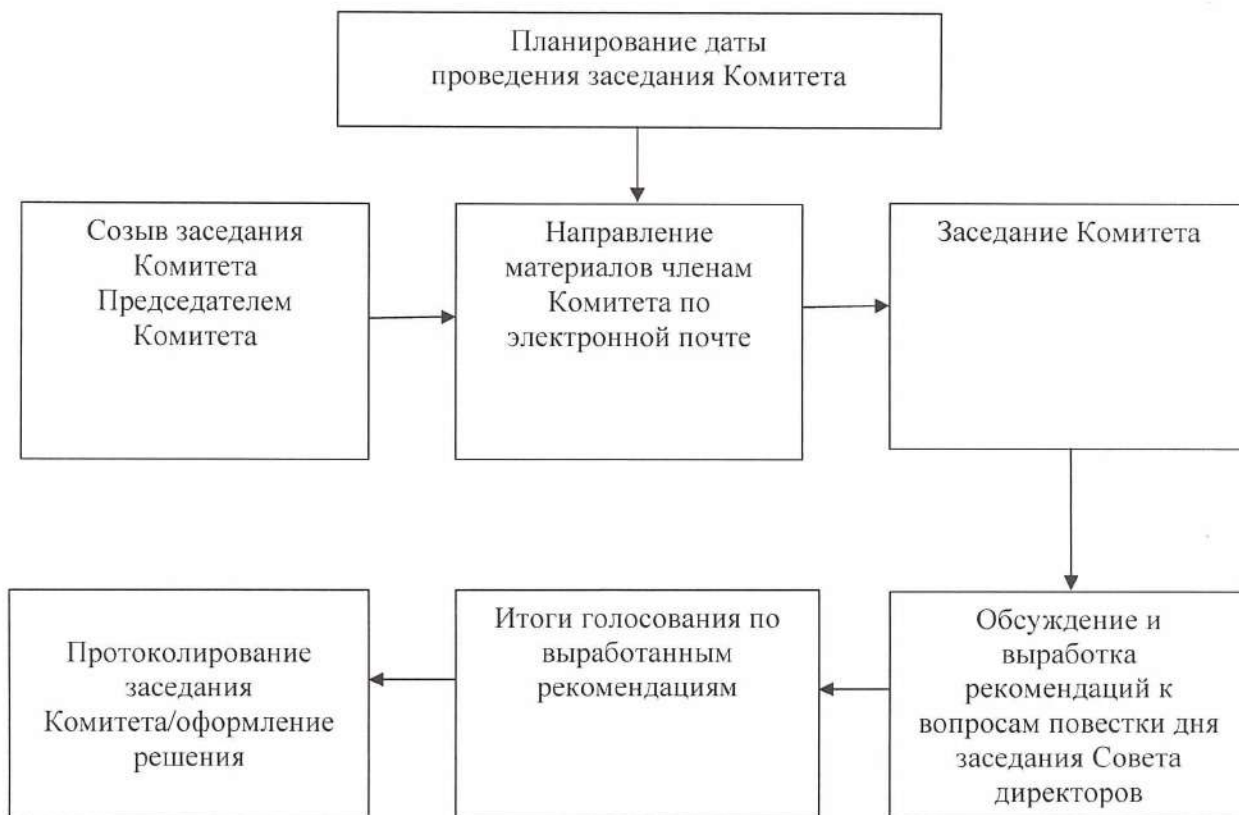 Планирование даты
проведения заседания Комитета
Созыв заседания
Комитета
Председателем
Комитета
Направление
материалов членам
Комитета по
электронной почте
Заседание Комитета
Протоколирование
заседания
Комитета/оформление
решения
Итоги голосования по
выработанным
рекомендациям
Обсуждение и
выработка
рекомендаций к
вопросам повестки дня
заседания Совета
директоров